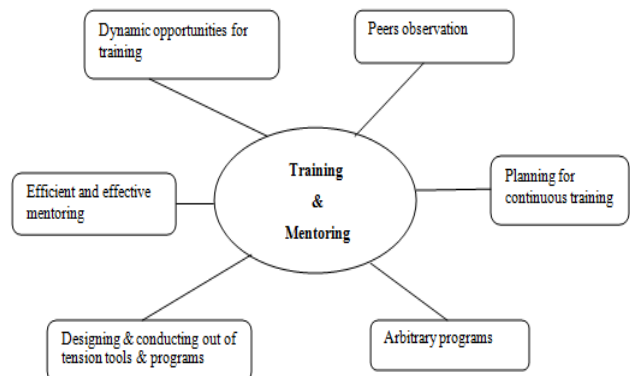 Dynamic opportunities for
training
Peers observation
Training
&
Mentoring
Efficient and effective
mentoring
Planning for
continuous training
Designing & conducting out of
tension tools & programs
Arbitrary programs